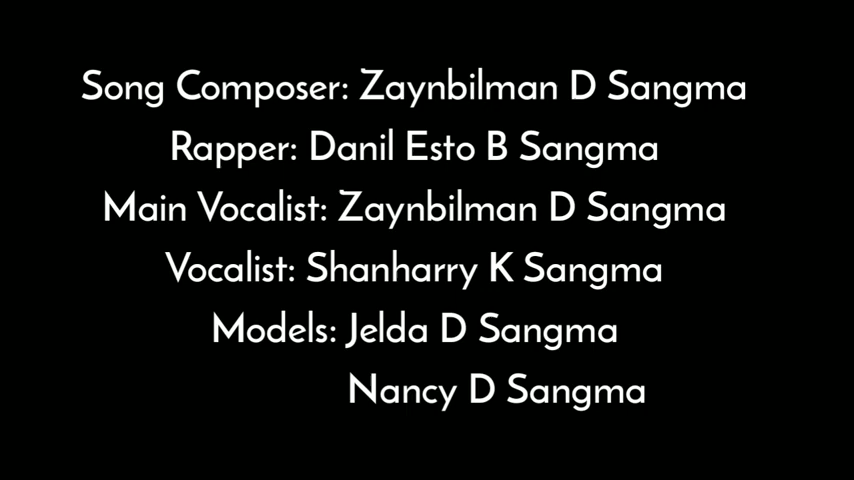 Song Composer: Zaynbilman D Sangma
Rapper: Danil Esto B Sangma
Main Vocalist: Zaynbilman D Sangma
Vocalist: Shanharry K Sangma
Models: Jelda D Sangma
Nancy D Sangma